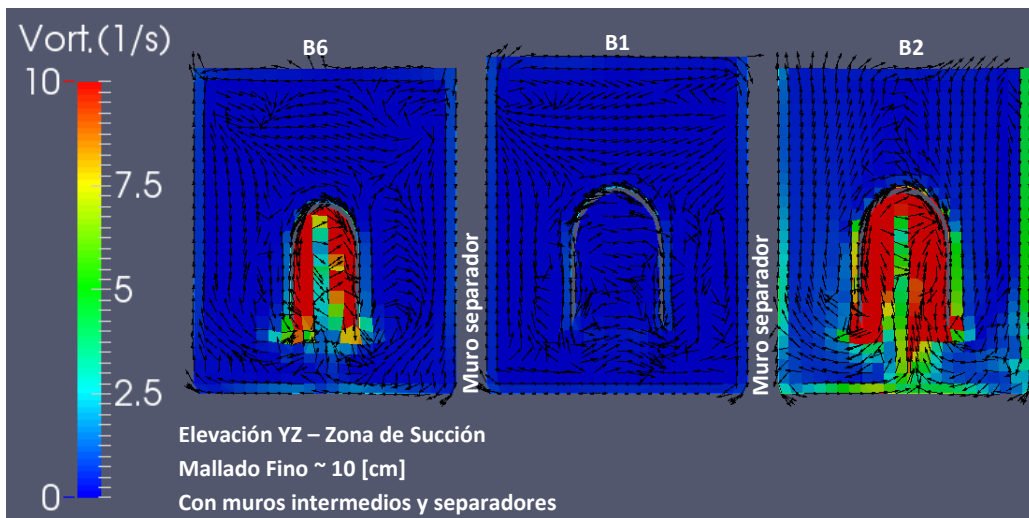 Vort.(1/s)
10
7.5
5
2.5
0
B6
B1
B2
Muro separador
Muro separador
Elevación YZ – Zona de Succión
Mallado Fino ~ 10 [cm]
Con muros intermedios y separadores